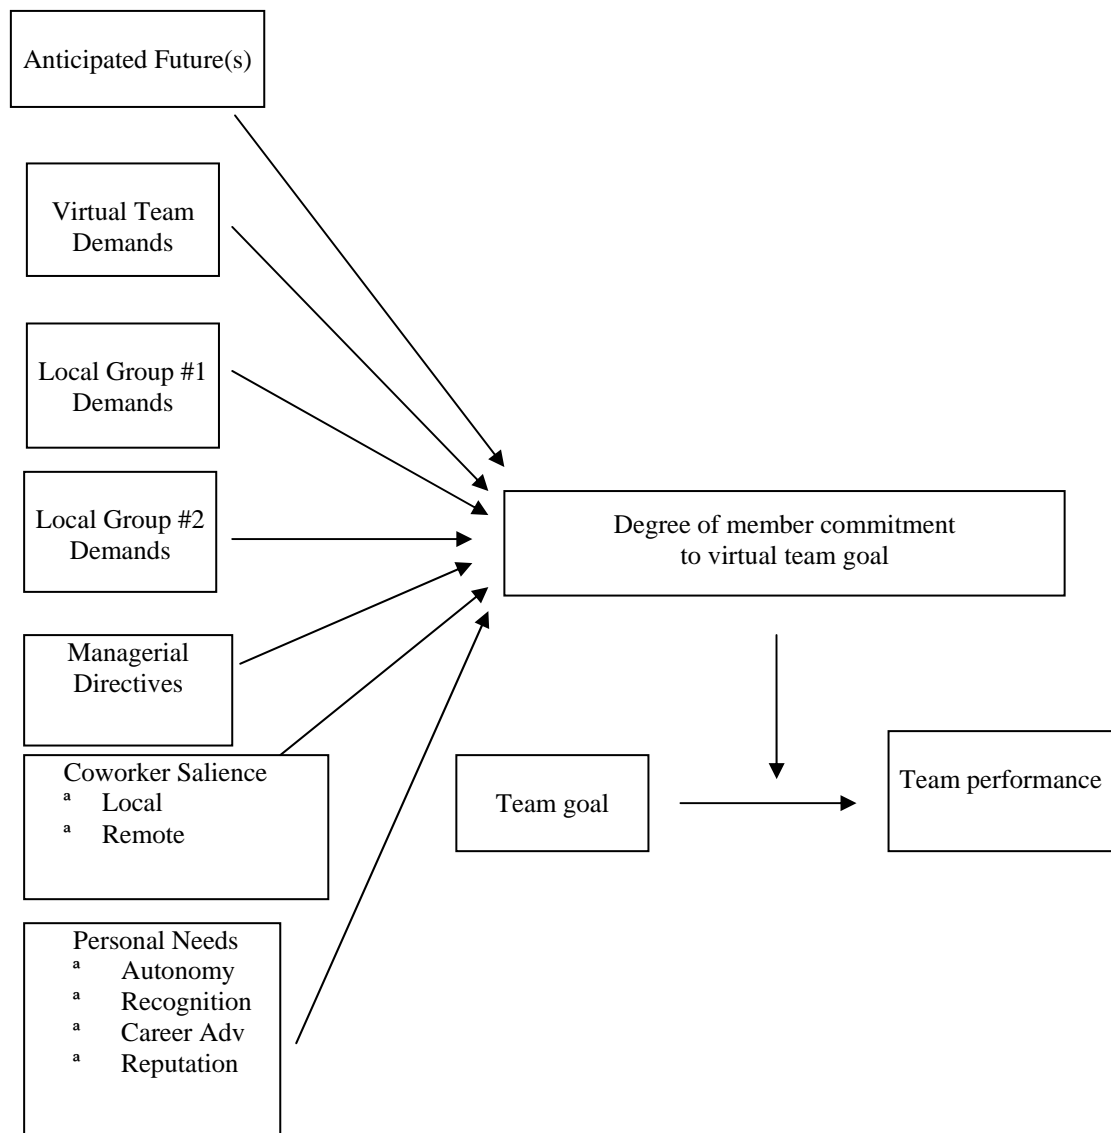 Anticipated Future(s)
Virtual Team
Demands
Local Group #1
Demands
Local Group #2
Demands
Degree of member commitment
to virtual team goal
Managerial
Directives
Coworker Salience
ª Local
ª Remote
Team goal
Team performance
Personal Needs
ª Autonomy
ª Recognition
ª Career Adv
ª Reputation